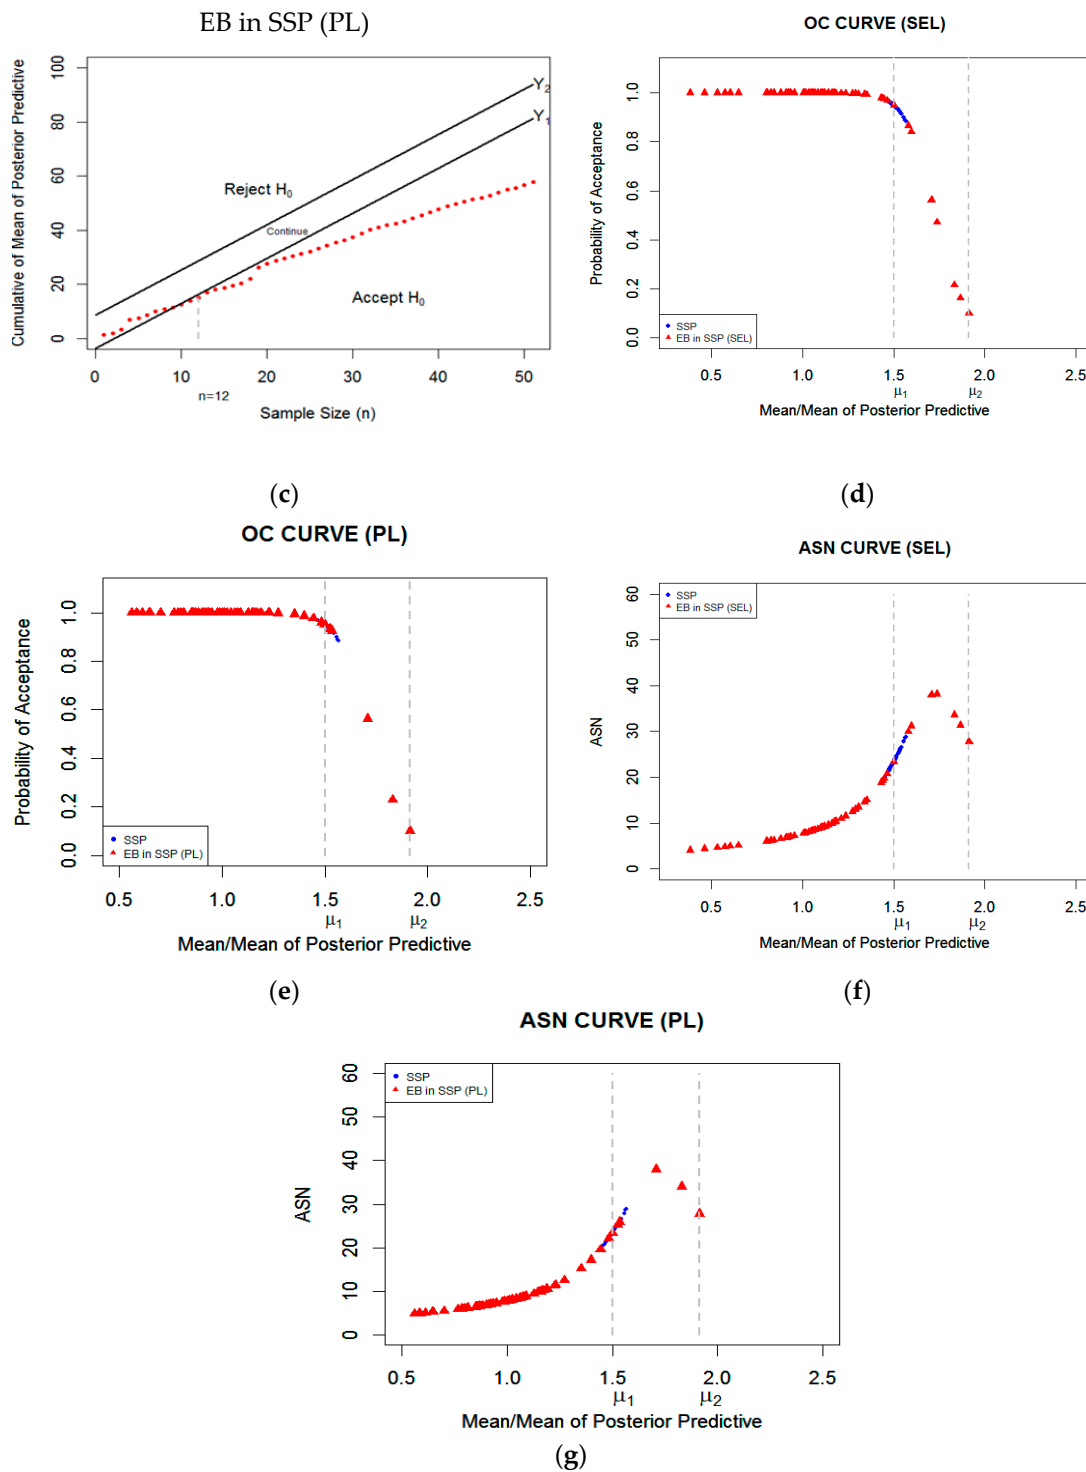 EB in SSP (PL)
Cumulative of Mean of Posterior Predictive
100
80
60
40
20
0
Y2
Y1
Reject H0
Continue
Accept H0
0 10 20 30 40 50
n=12
Sample Size (n)
(c)
OC CURVE (SEL)
Probability of Acceptance
1.0
0.8
0.6
0.4
0.2
0.0
SSP
EB in SSP (SEL)
0.5 1.0 1.5 2.0 2.5
μ1 μ2
Mean/Mean of Posterior Predictive
(d)
OC CURVE (PL)
Probability of Acceptance
1.0
0.8
0.6
0.4
0.2
0.0
SSP
EB in SSP (PL)
0.5 1.0 1.5 2.0 2.5
μ1 μ2
Mean/Mean of Posterior Predictive
(e)
ASN CURVE (SEL)
ASN
60
50
40
30
20
10
0
SSP
EB in SSP (SEL)
0.5 1.0 1.5 2.0 2.5
μ1 μ2
Mean/Mean of Posterior Predictive
(f)
ASN CURVE (PL)
ASN
60
50
40
30
20
10
0
SSP
EB in SSP (PL)
0.5 1.0 1.5 2.0 2.5
μ1 μ2
Mean/Mean of Posterior Predictive
(g)